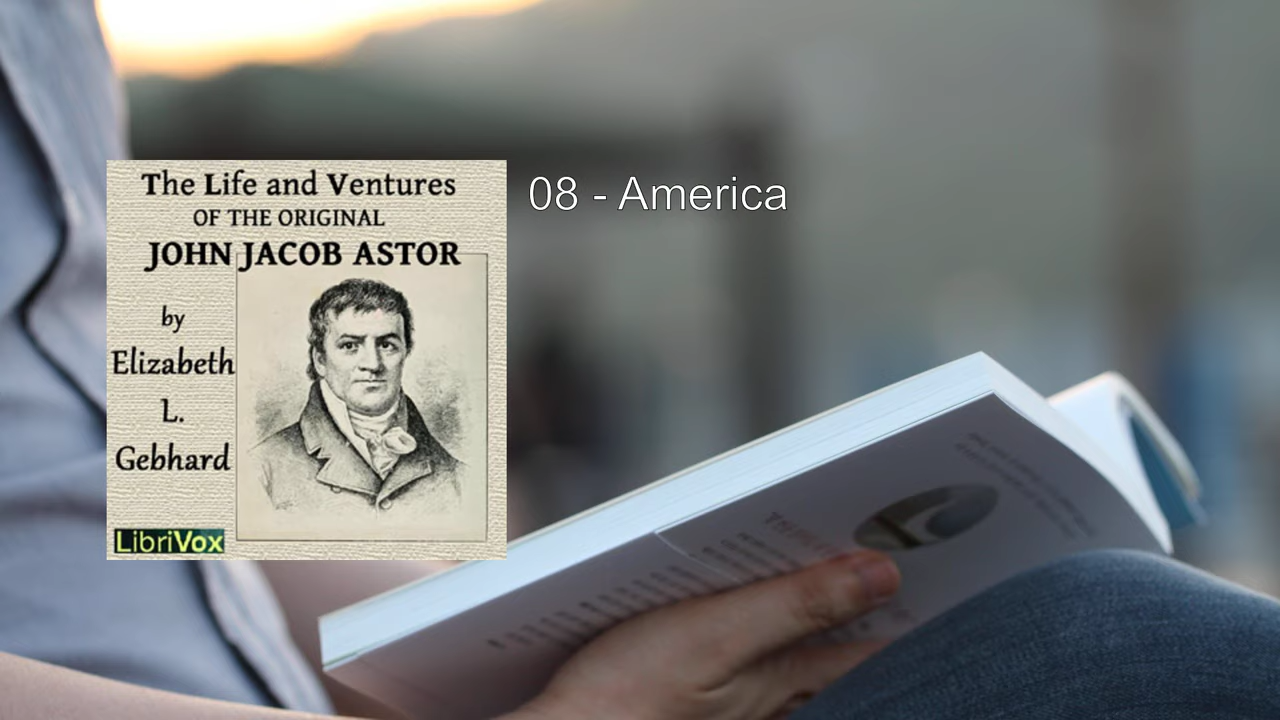 The Life and Ventures
OF THE ORIGINAL
JOHN JACOB ASTOR
by
Elizabeth
L.
Gebhard
LibriVox
08 - America